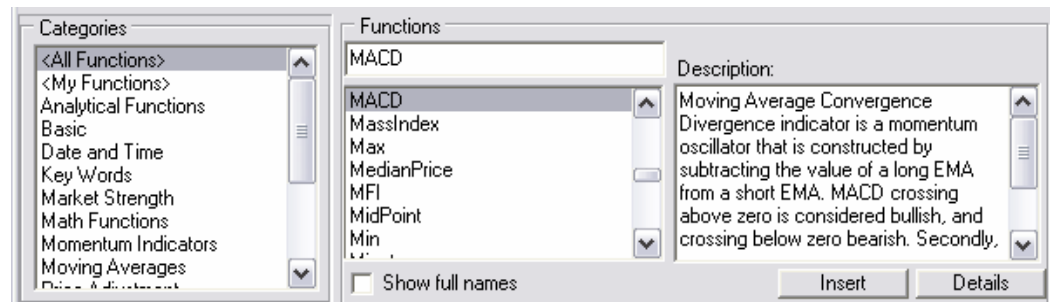 Categories
<All Functions>
<My Functions>
Analytical Functions
Basic
Date and Time
Key Words
Market Strength
Math Functions
Momentum Indicators
Moving Averages
Functions
MACD
MACD
MassIndex
Max
MedianPrice
MFI
MidPoint
Min
Show full names
Description:
Moving Average Convergence
Divergence indicator is a momentum
oscillator that is constructed by
subtracting the value of a long EMA
from a short EMA. MACD crossing
above zero is considered bullish, and
crossing below zero bearish. Secondly,
Insert
Details